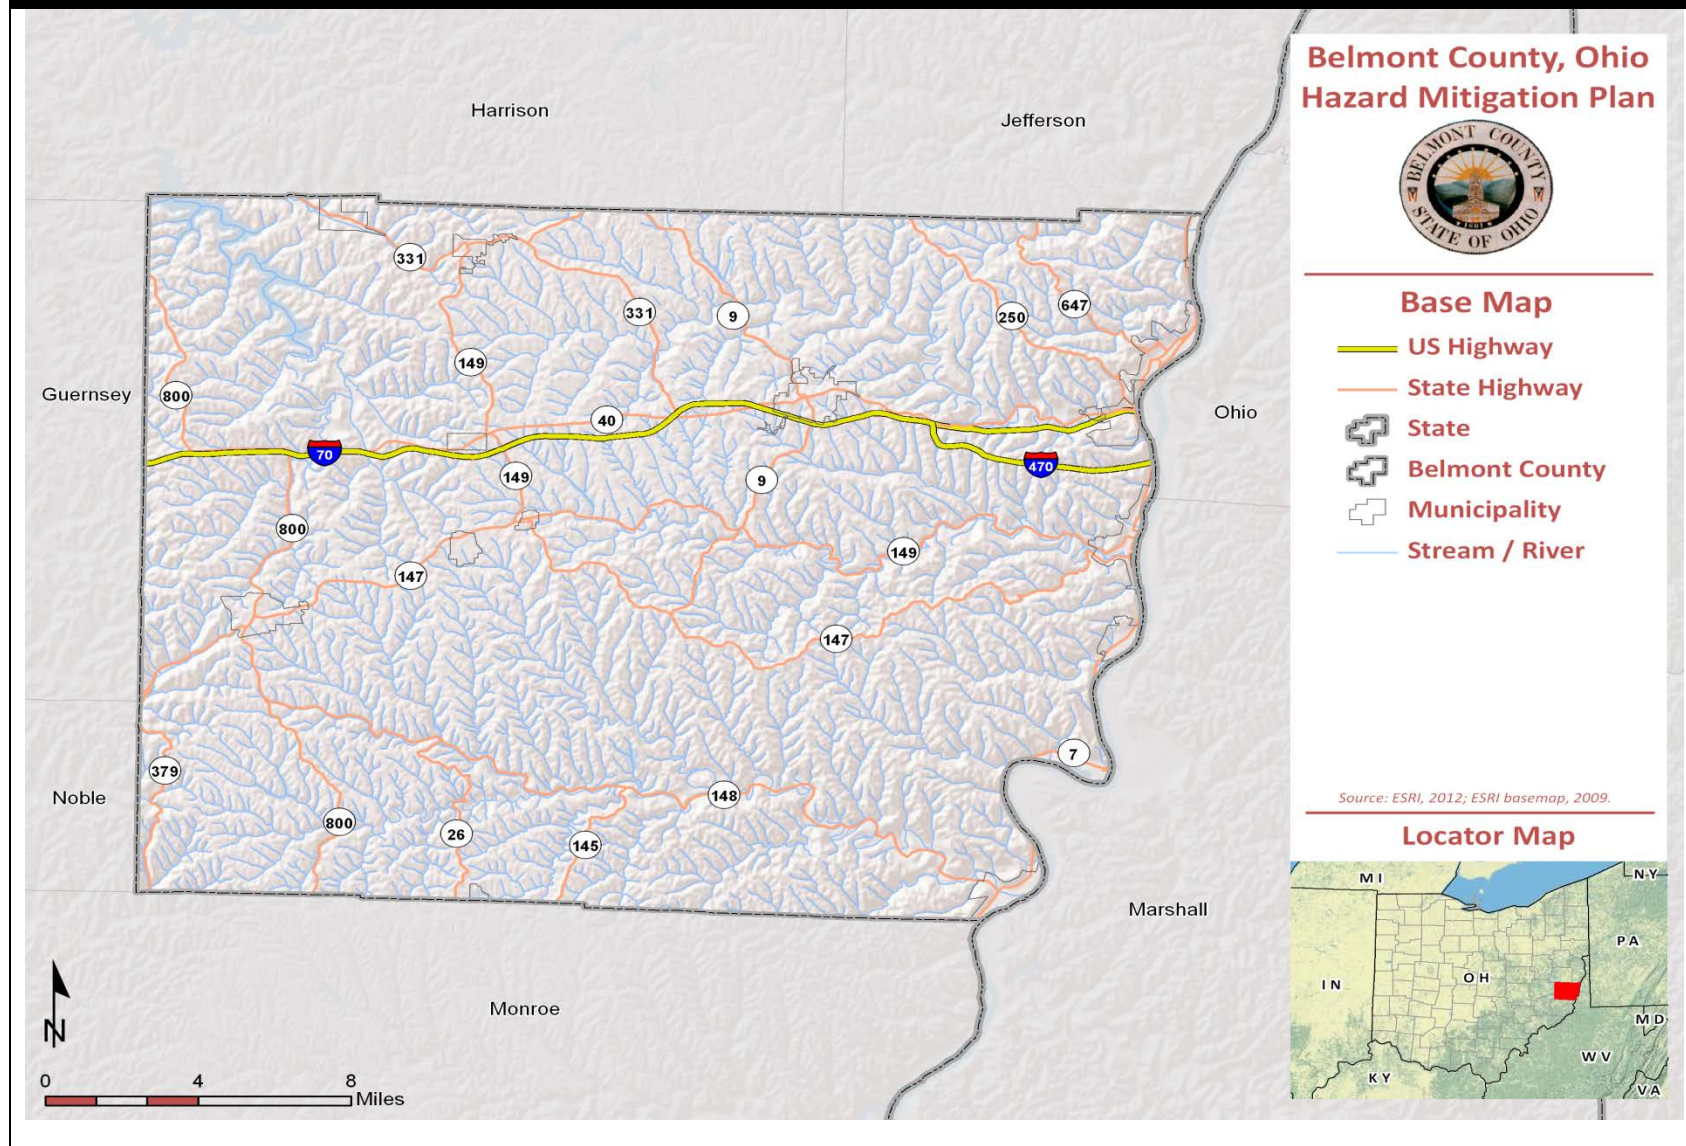 Harrison
Jefferson
Guernsey
Ohio
Noble
Marshall
Monroe
331
331
9
250
647
149
800
40
70
149
9
470
800
149
147
147
7
379
148
800
26
145
N
0 4 8
Miles
Belmont County, Ohio
Hazard Mitigation Plan
BELMONT COUNTY
1801
STATE OF OHIO
Base Map
US Highway
State Highway
State
Belmont County
Municipality
Stream / River
Source: ESRI, 2012; ESRI basemap, 2009.
Locator Map
MI
NY
PA
IN
OH
MD
WV
KY
VA